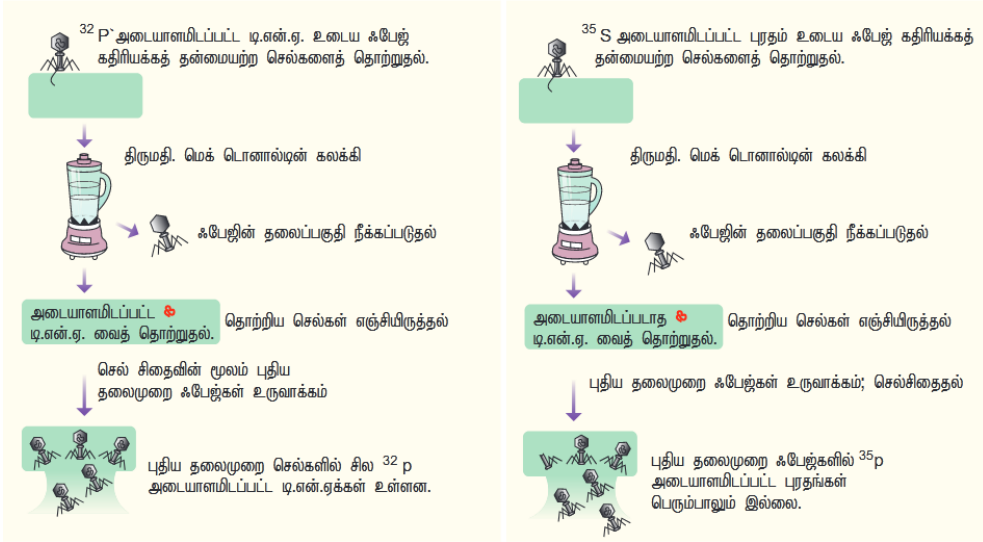 32 P` அடையாளமிடப்பட்ட டி.என்.ஏ. உடைய ஃபேஜ்
கதிரியக்கத் தன்மையற்ற செல்களைத் தொற்றுதல்.
திருமதி. மெக் டொனால்டின் கலக்கி
ஃபேஜின் தலைப்பகுதி நீக்கப்படுதல்
அடையாளமிடப்பட்ட
டி.என்.ஏ. வைத் தொற்றுதல்.
தொற்றிய செல்கள் எஞ்சியிருத்தல்
செல் சிதைவின் மூலம் புதிய
தலைமுறை ஃபேஜ்கள் உருவாக்கம்
புதிய தலைமுறை செல்களில் சில 32 p
அடையாளமிடப்பட்ட டி.என்.ஏக்கள் உள்ளன.
35 S அடையாளமிடப்பட்ட புரதம் உடைய ஃபேஜ் கதிரியக்கத்
தன்மையற்ற செல்களைத் தொற்றுதல்.
திருமதி. மெக் டொனால்டின் கலக்கி
ஃபேஜின் தலைப்பகுதி நீக்கப்படுதல்
அடையாளமிடப்படாத
டி.என்.ஏ. வைத் தொற்றுதல்.
தொற்றிய செல்கள் எஞ்சியிருத்தல்
புதிய தலைமுறை ஃபேஜ்கள் உருவாக்கம்; செல்சிதைதல்
புதிய தலைமுறை ஃபேஜ்களில் 35p
அடையாளமிடப்பட்ட புரதங்கள்
பெரும்பாலும் இல்லை.